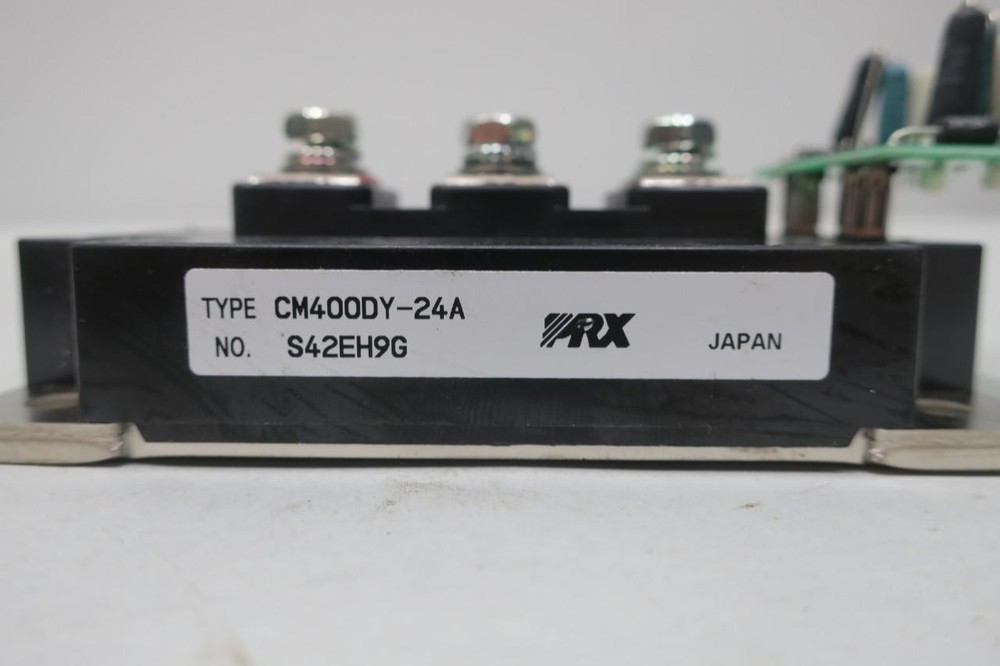 TYPE CM400DY-24A
NO. S42EH9G
PRX
JAPAN